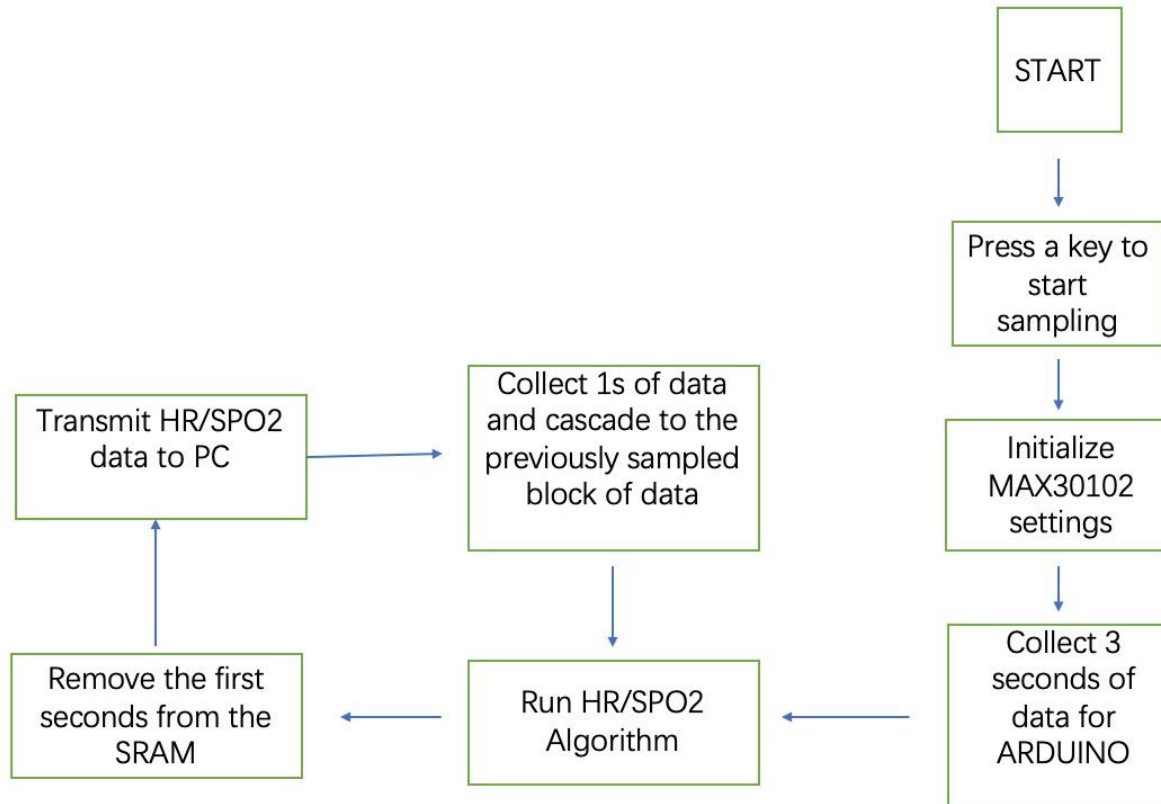 START
Press a key to
start
sampling
Initialize
MAX30102
settings
Collect 3
seconds of
data for
ARDUINO
Run HR/SPO2
Algorithm
Remove the first
seconds from the
SRAM
Transmit HR/SPO2
data to PC
Collect 1s of data
and cascade to the
previously sampled
block of data